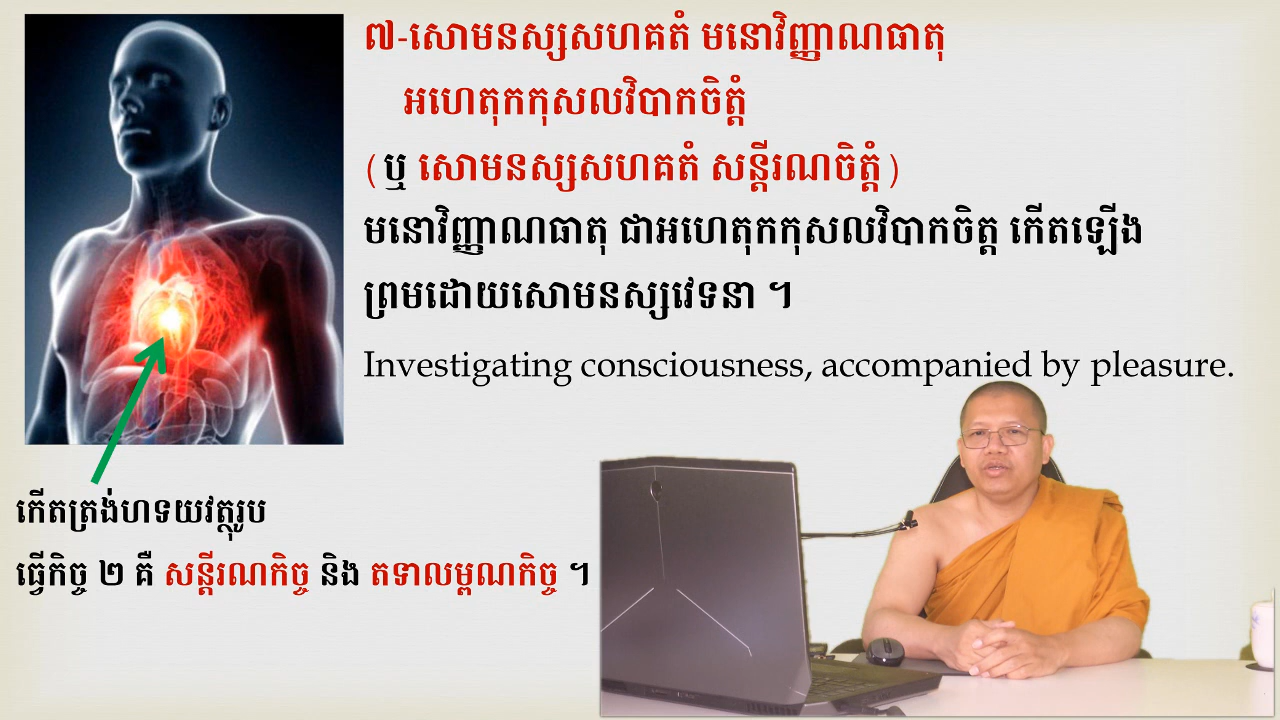 ៧-សោមនស្សសហគតំ មនោវិញ្ញាណធាតុ
អហេតុកកុសលវិបាកចិត្តំ
( ឬ សោមនស្សសហគតំ សន្តីរណចិត្តំ )
មនោវិញ្ញាណធាតុ ជាអហេតុកកុសលវិបាកចិត្ត កើតឡើង
ព្រមដោយសោមនស្សវេទនា ។
Investigating consciousness, accompanied by pleasure.
កើតត្រង់ហទយវត្ថុរូប
ធ្វើកិច្ច ២ គឺ សន្តីរណកិច្ច និង តទាលម្ពណកិច្ច ។